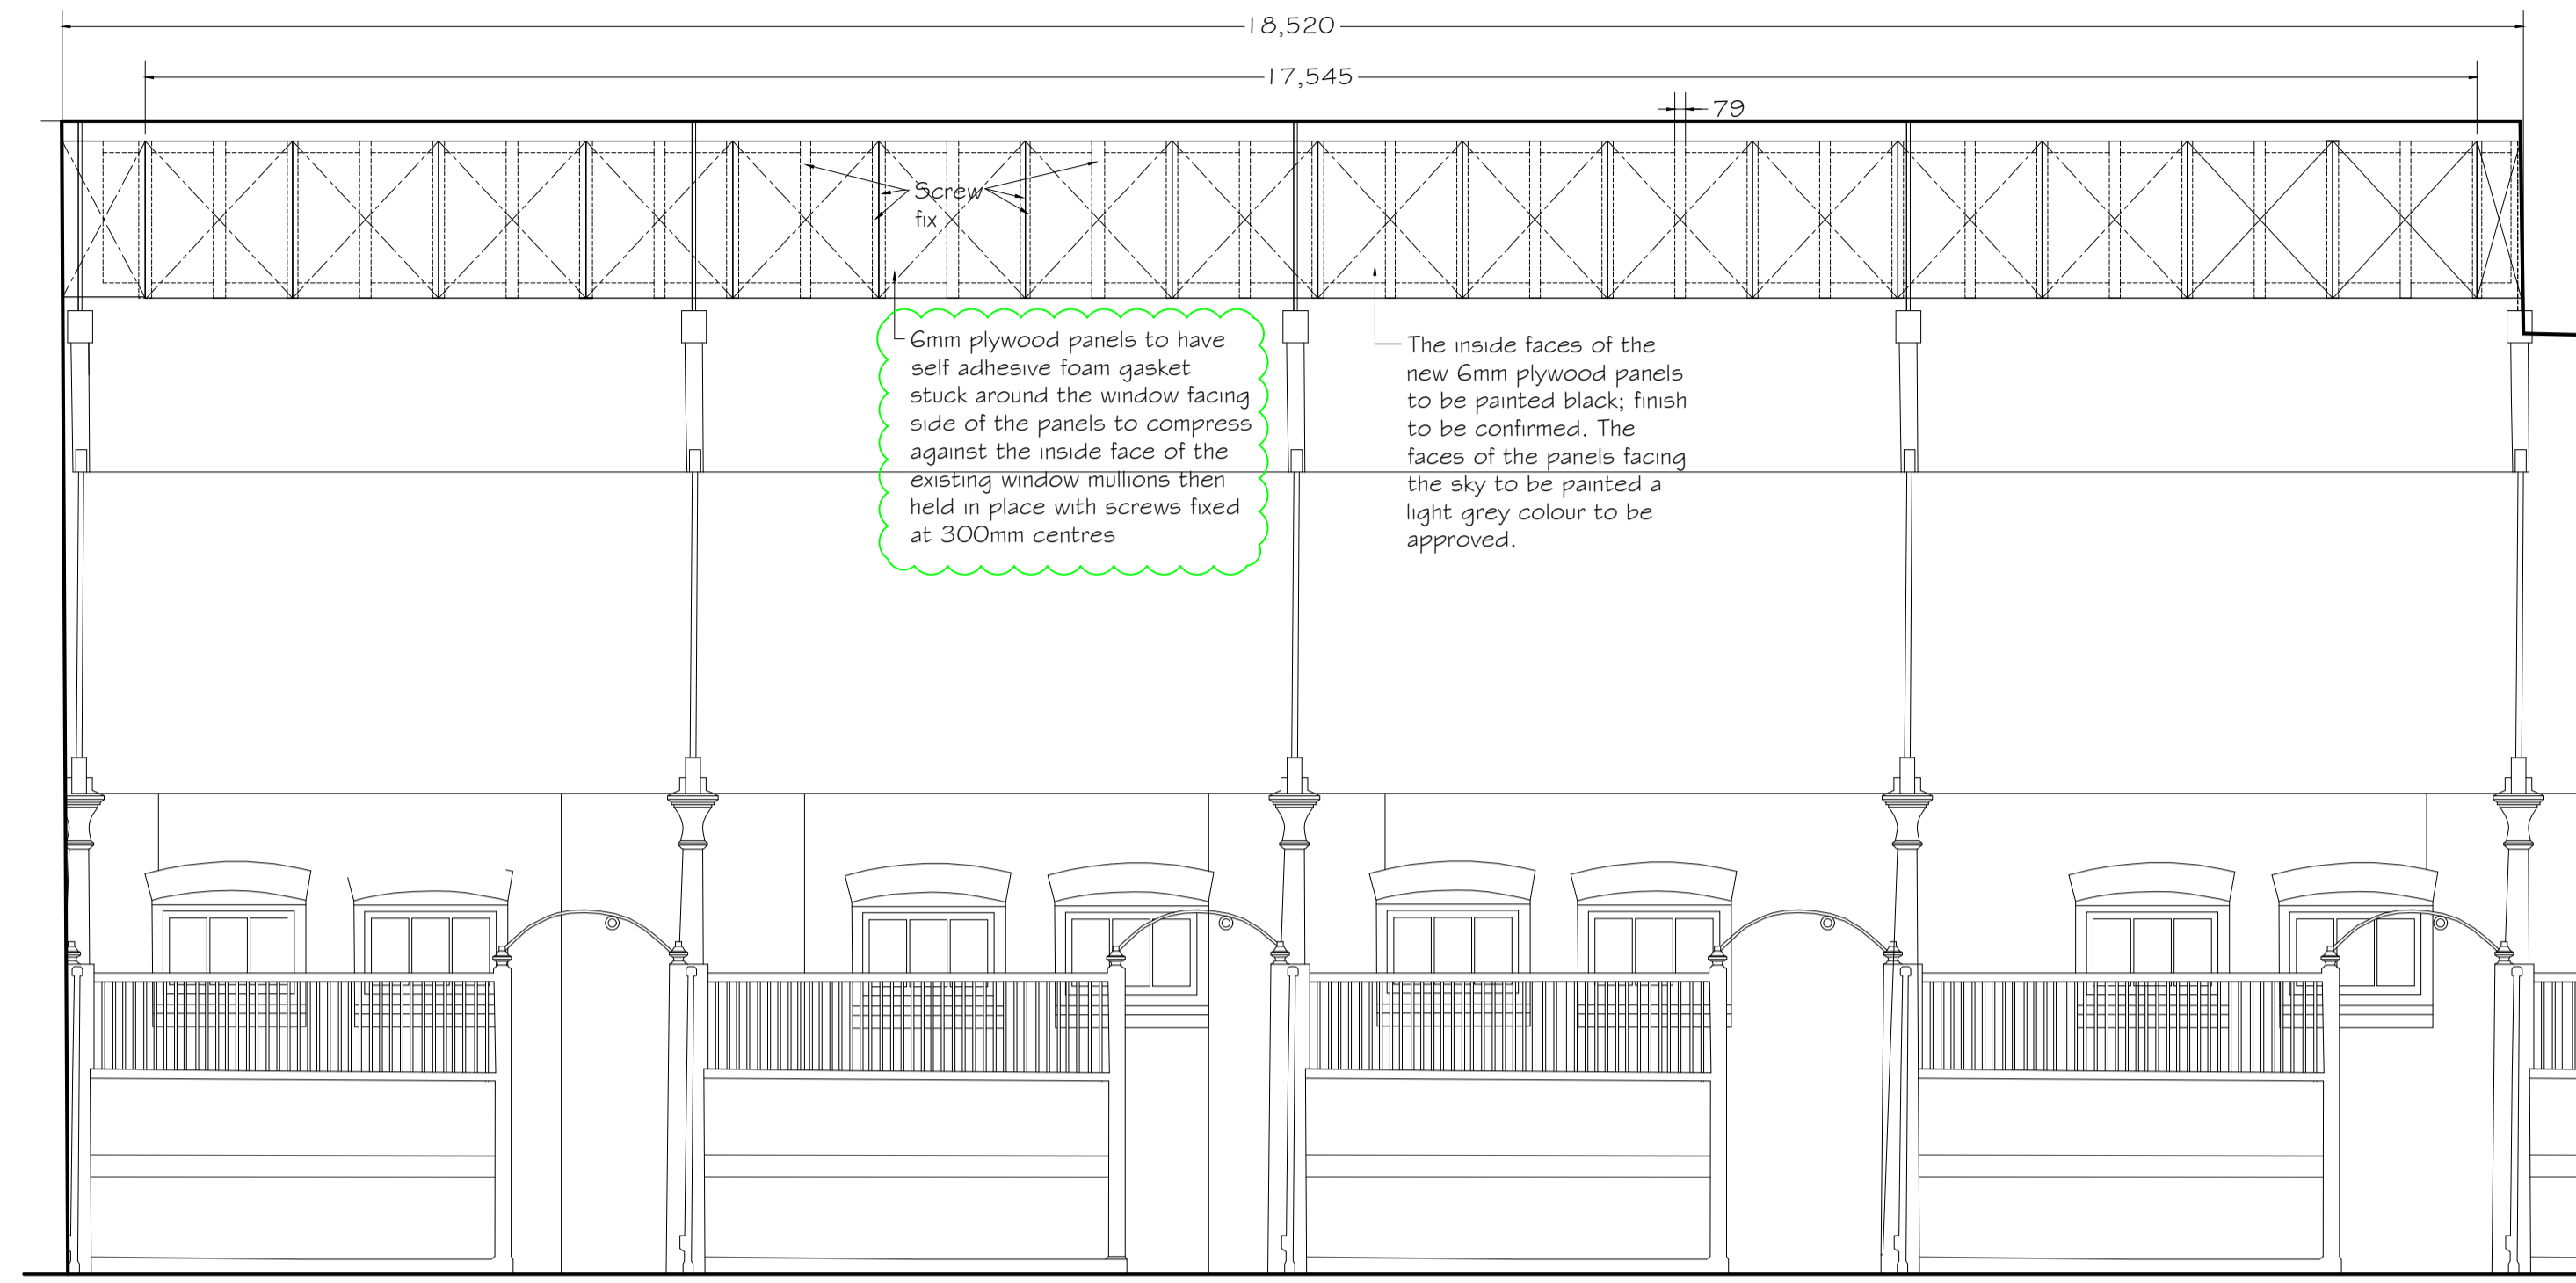 18,520
17,545
79
Screw
fix
6mm plywood panels to have
self adhesive foam gasket
stuck around the window facing
side of the panels to compress
against the inside face of the
existing window mullions then
held in place with screws fixed
at 300mm centres
The inside faces of the
new 6mm plywood panels
to be painted black; finish
to be confirmed. The
faces of the panels facing
the sky to be painted a
light grey colour to be
approved.